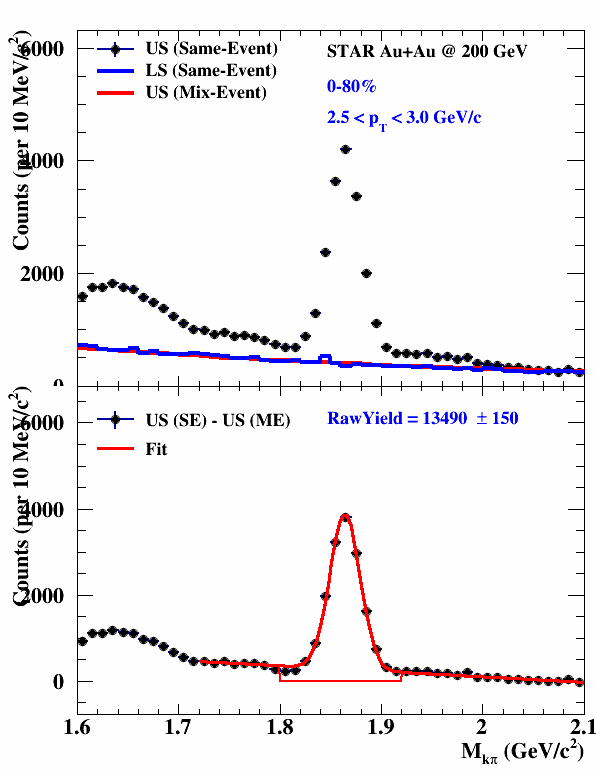 US (Same-Event)
LS (Same-Event)
US (Mix-Event)
STAR Au+Au @ 200 GeV
0-80%
2.5 < p_T < 3.0 GeV/c
Counts (per 10 MeV/c²)
6000
4000
2000
0
US (SE) - US (ME)
Fit
RawYield = 13490 ± 150
Counts (per 10 MeV/c²)
6000
4000
2000
0
1.6 1.7 1.8 1.9 2 2.1
M_kπ (GeV/c²)